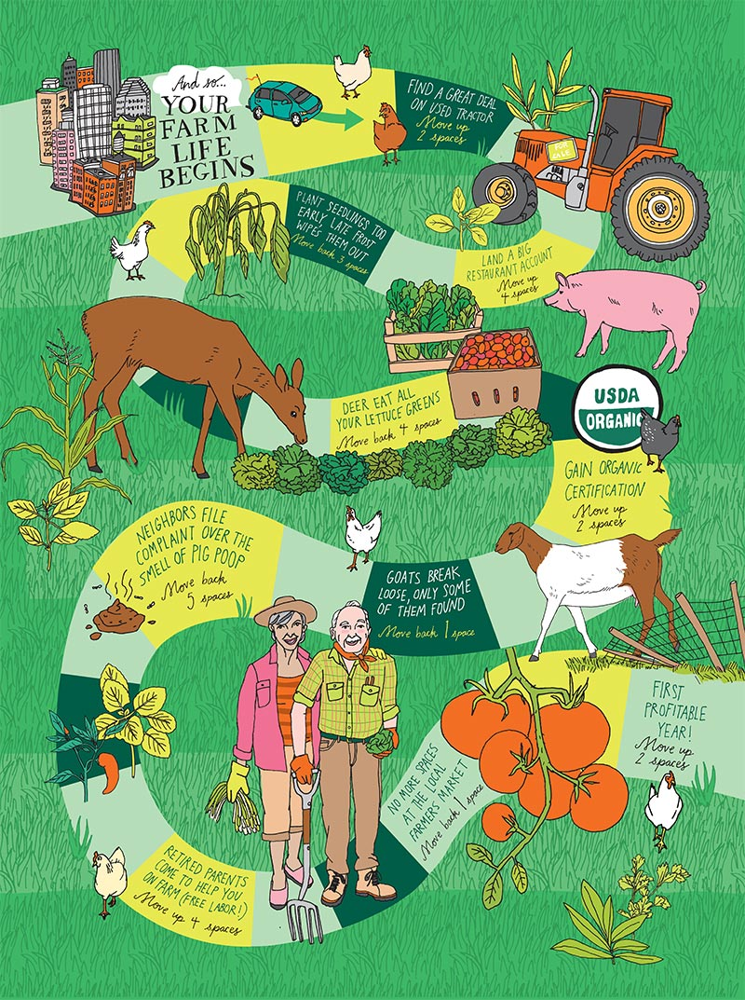 And so...
YOUR
FARM
LIFE
BEGINS
FIND A GREAT DEAL
ON USED TRACTOR
Move up
2 spaces
FOR
SALE
LAND A BIG
RESTAURANT ACCOUNT
Move up
4 spaces
PLANT SEEDLINGS TOO
EARLY, LATE FROST
WIPES THEM OUT
Move back 3 spaces
DEER EAT ALL
YOUR LETTUCE GREENS
Move back 4 spaces
USDA
ORGANIC
GAIN ORGANIC
CERTIFICATION
Move up
2 spaces
GOATS BREAK
LOOSE, ONLY SOME
OF THEM FOUND
Move back 1 space
NEIGHBORS FILE
COMPLAINT OVER THE
SMELL OF PIG POOP
Move back
5 spaces
RETIRED PARENTS
COME TO HELP YOU
ON FARM (FREE LABOR!)
Move up 4 spaces
NO MORE SPACES
AT THE LOCAL
FARMERS MARKET
Move back 1 space
FIRST
PROFITABLE
YEAR!
Move up
2 spaces